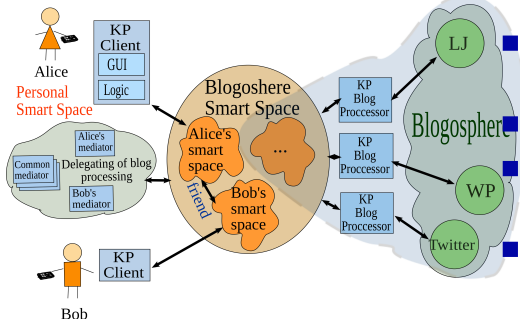 KP
Client
GUI
Logic
Alice
Personal
Smart Space
Blogoshere
Smart Space
Alice's
smart
space
...
friend
Bob's
smart
space
Alice's
mediator
Common
mediator
Delegating of blog
processing
Bob's
mediator
KP
Client
Bob
KP
Blog
Proccessor
KP
Blog
Proccessor
KP
Blog
Proccessor
LJ
Blogosphere
WP
Twitter